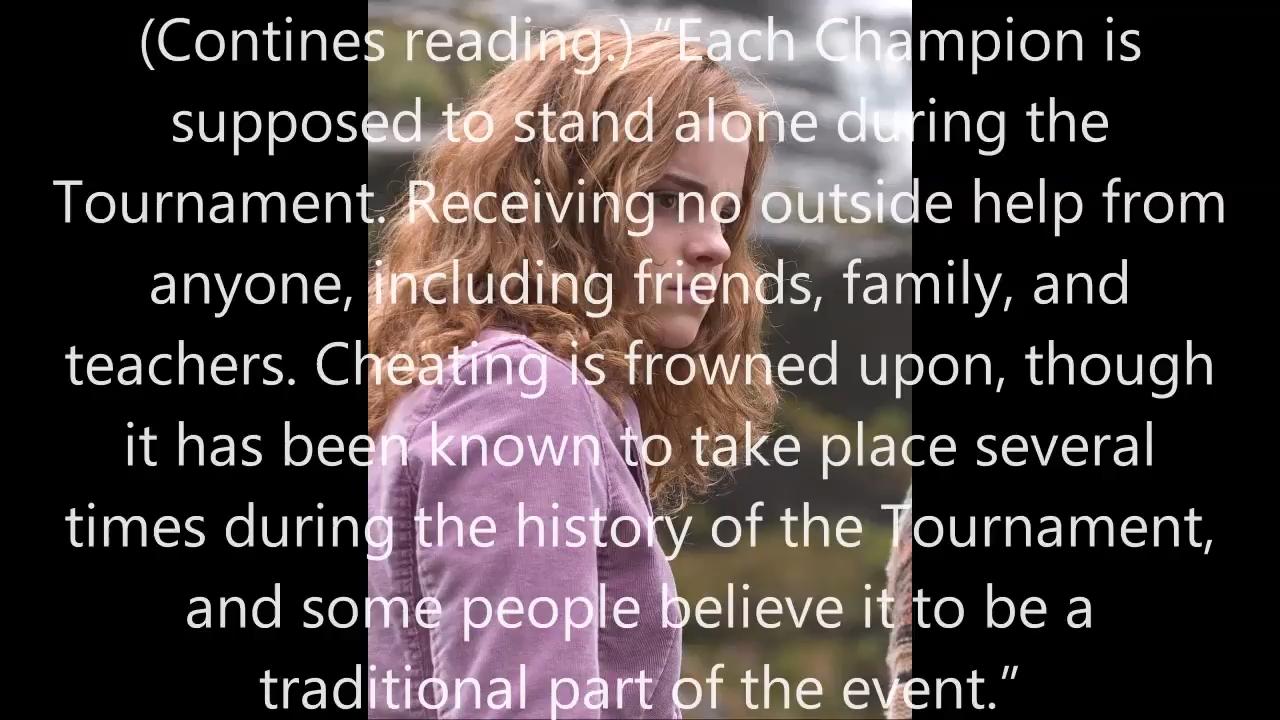 (Contines reading.) “Each Champion is
supposed to stand alone during the
Tournament. Receiving no outside help from
anyone, including friends, family, and
teachers. Cheating is frowned upon, though
it has been known to take place several
times during the history of the Tournament,
and some people believe it to be a
traditional part of the event.”